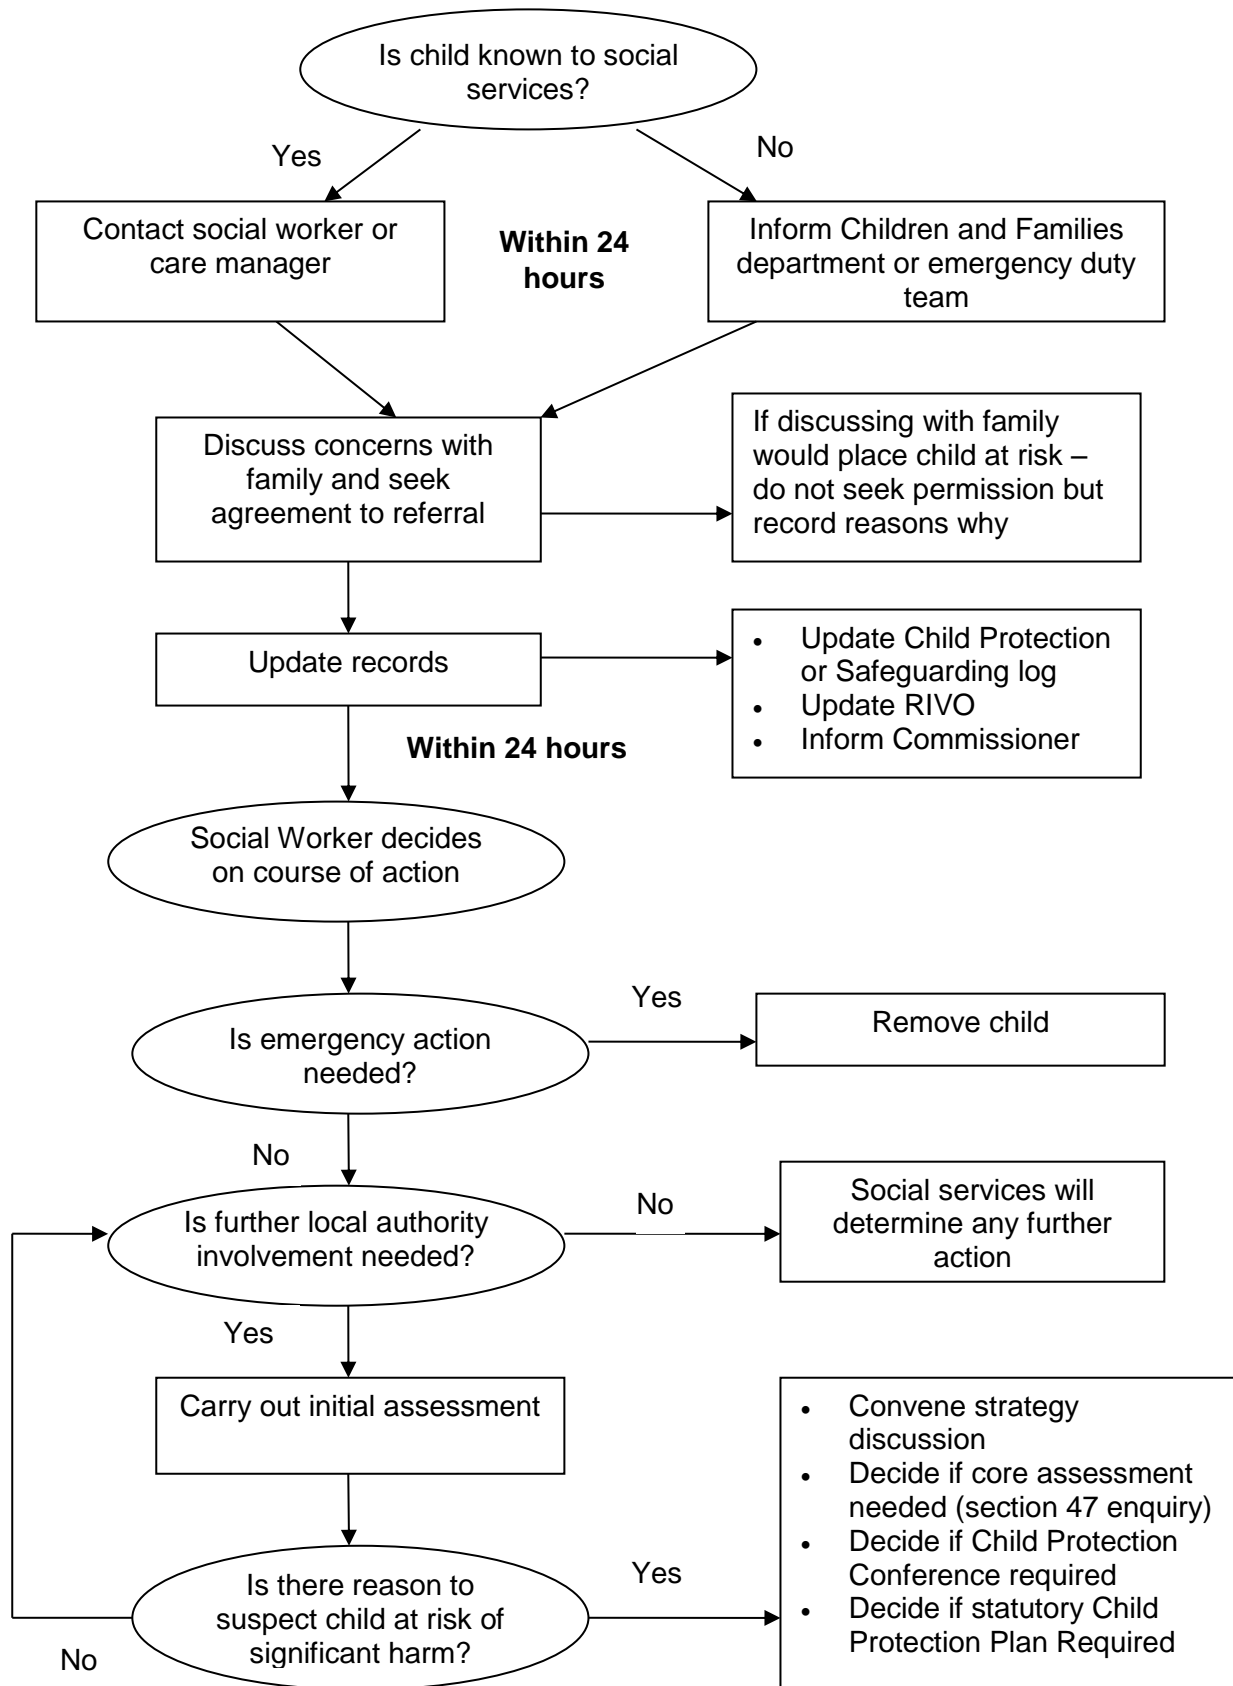 Is child known to social
services?
Yes
No
Contact social worker or
care manager
Within 24
hours
Inform Children and Families
department or emergency duty
team
Discuss concerns with
family and seek
agreement to referral
If discussing with family
would place child at risk –
do not seek permission but
record reasons why
Update records
• Update Child Protection
or Safeguarding log
• Update RIVO
• Inform Commissioner
Within 24 hours
Social Worker decides
on course of action
Is emergency action
needed?
Yes
Remove child
No
Is further local authority
involvement needed?
No
Social services will
determine any further
action
Yes
Carry out initial assessment
• Convene strategy
discussion
• Decide if core assessment
needed (section 47 enquiry)
• Decide if Child Protection
Conference required
• Decide if statutory Child
Protection Plan Required
Is there reason to
suspect child at risk of
significant harm?
Yes
No